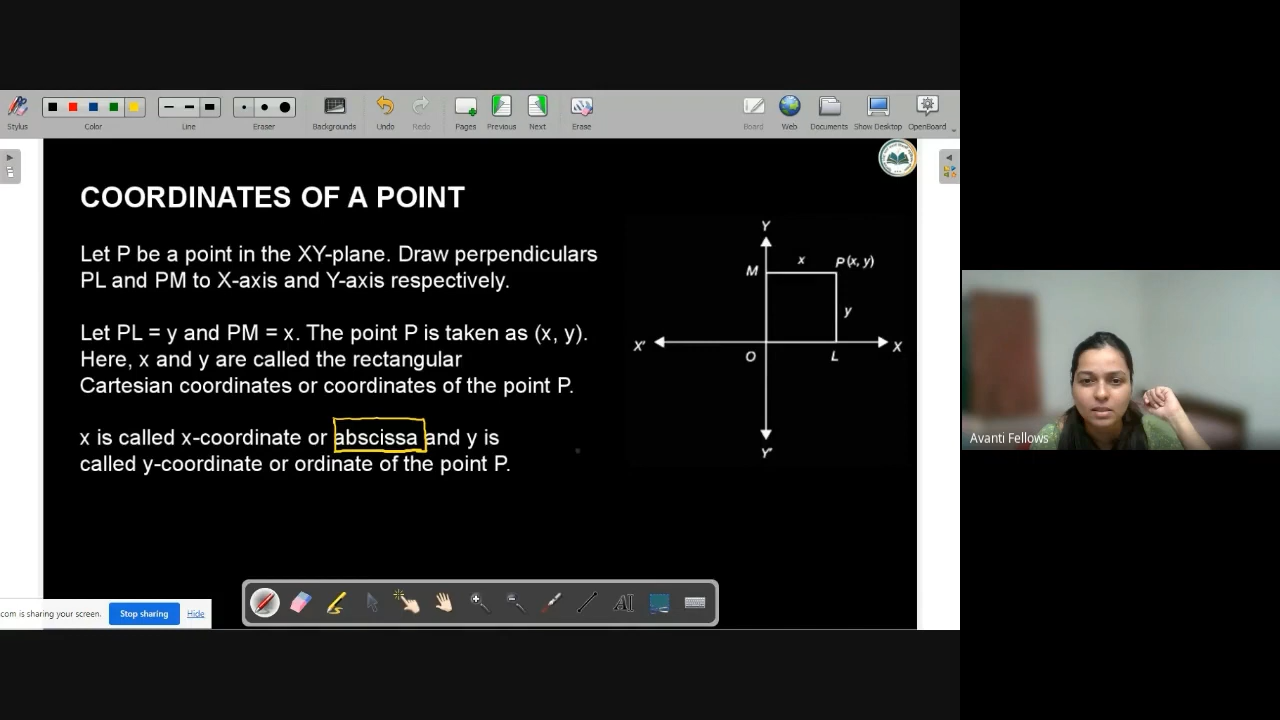 Stylus
Color
Line
Eraser
Backgrounds
Undo
Redo
Pages
Previous
Next
Erase
Board
Web
Documents
Show Desktop
OpenBoard
COORDINATES OF A POINT
Let P be a point in the XY-plane. Draw perpendiculars
PL and PM to X-axis and Y-axis respectively.
Let PL = y and PM = x. The point P is taken as (x, y).
Here, x and y are called the rectangular
Cartesian coordinates or coordinates of the point P.
x is called x-coordinate or abscissa and y is
called y-coordinate or ordinate of the point P.
Y
M
x
P(x, y)
y
X'
O
L
X
Y'
Avanti Fellows
com is sharing your screen.
Stop sharing
Hide
AI